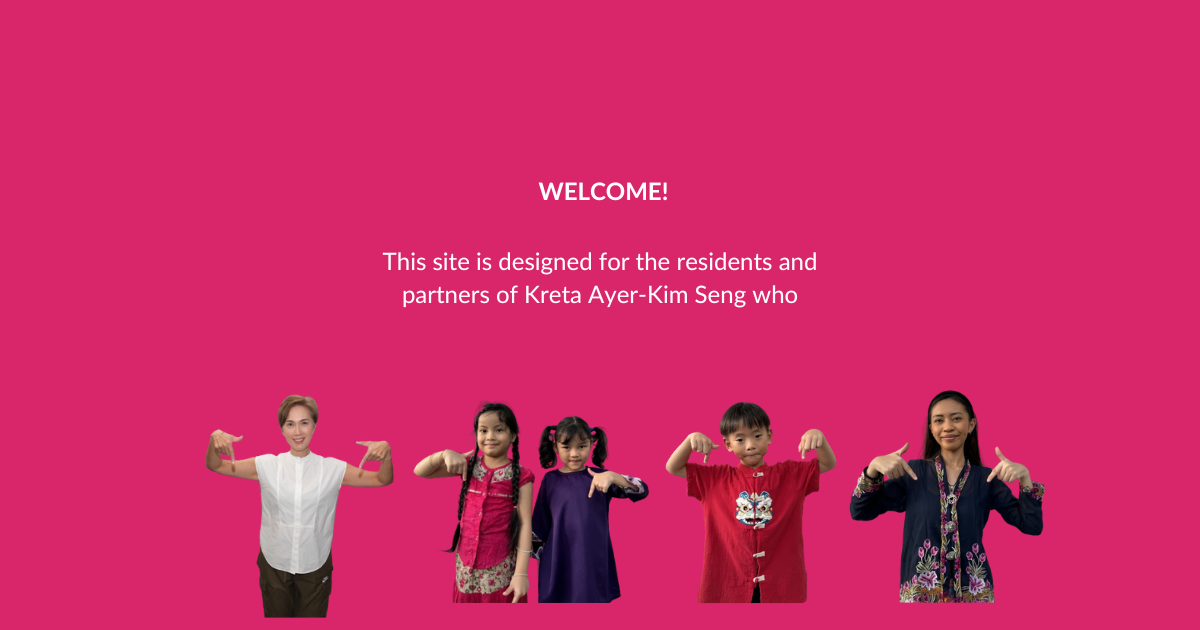 WELCOME!
This site is designed for the residents and
partners of Kreta Ayer-Kim Seng who